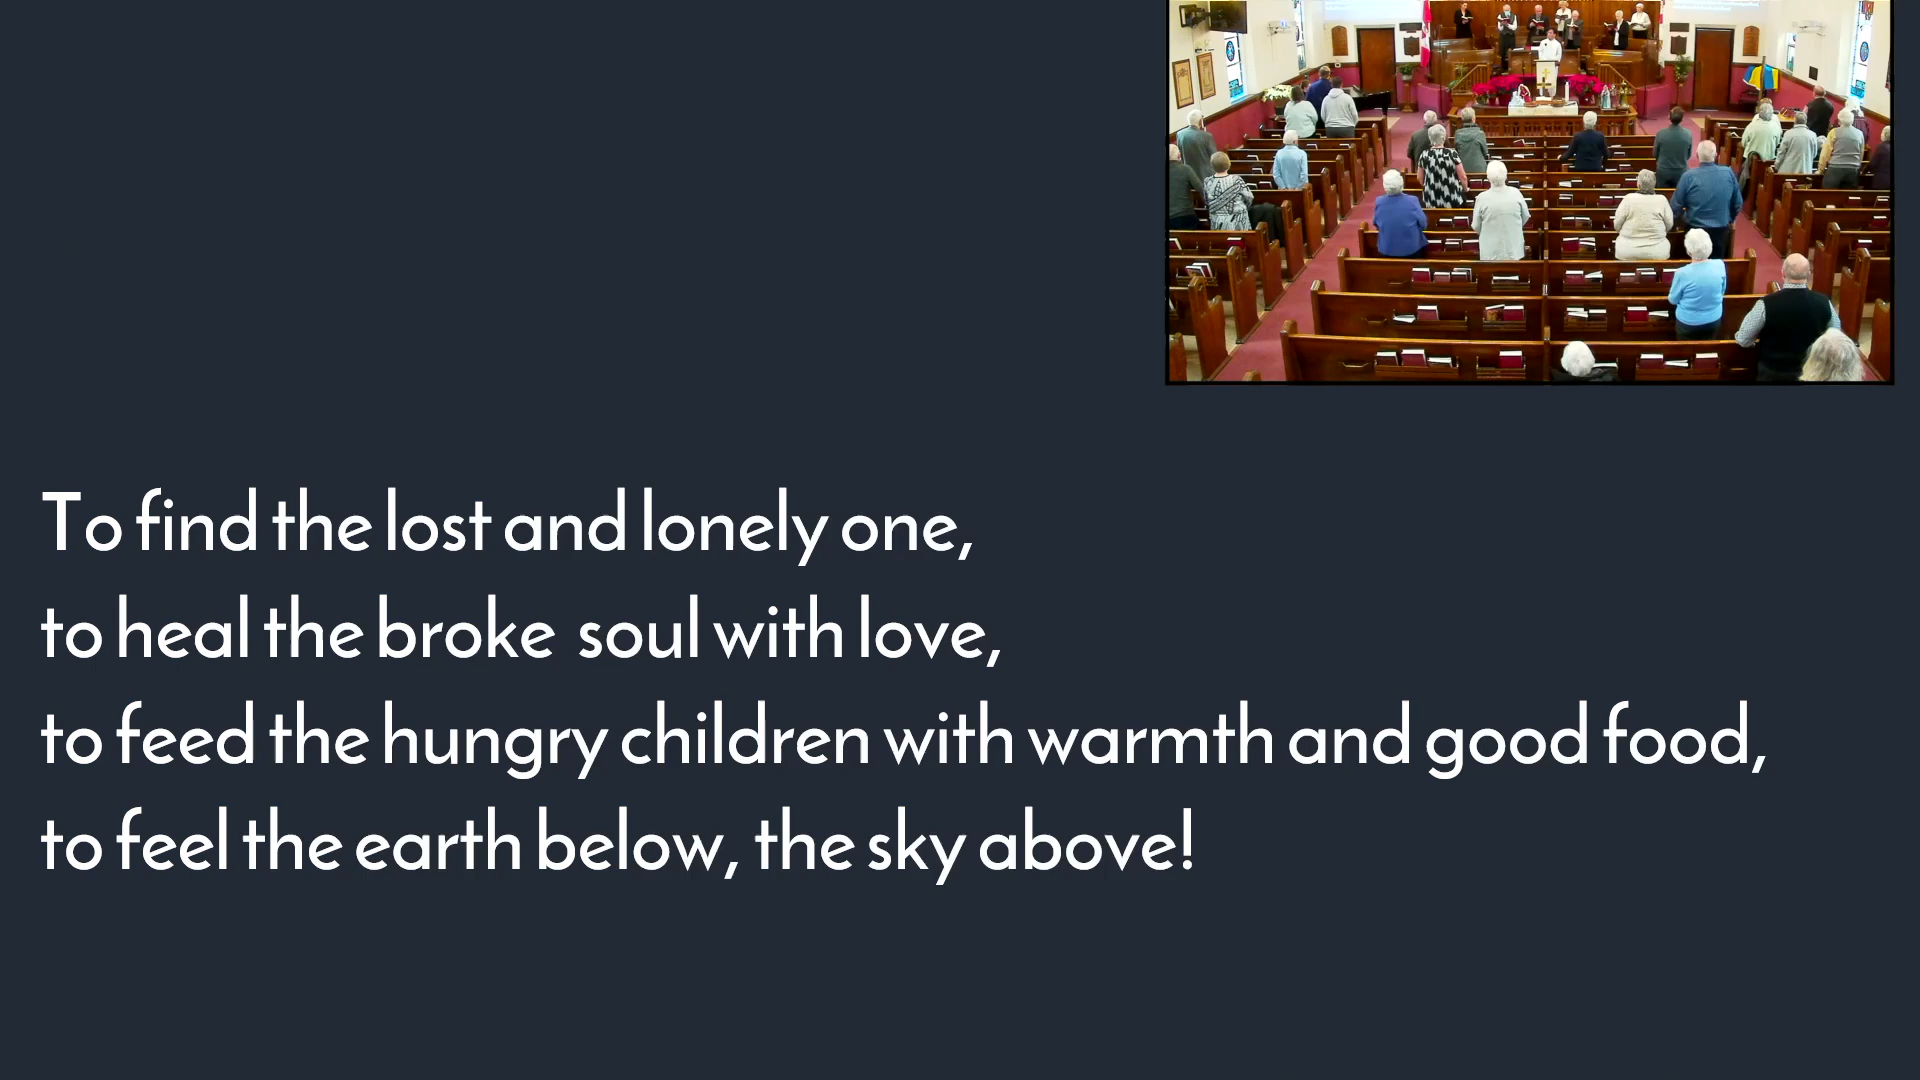 To find the lost and lonely one,
to heal the broke soul with love,
to feed the hungry children with warmth and good food,
to feel the earth below, the sky above!